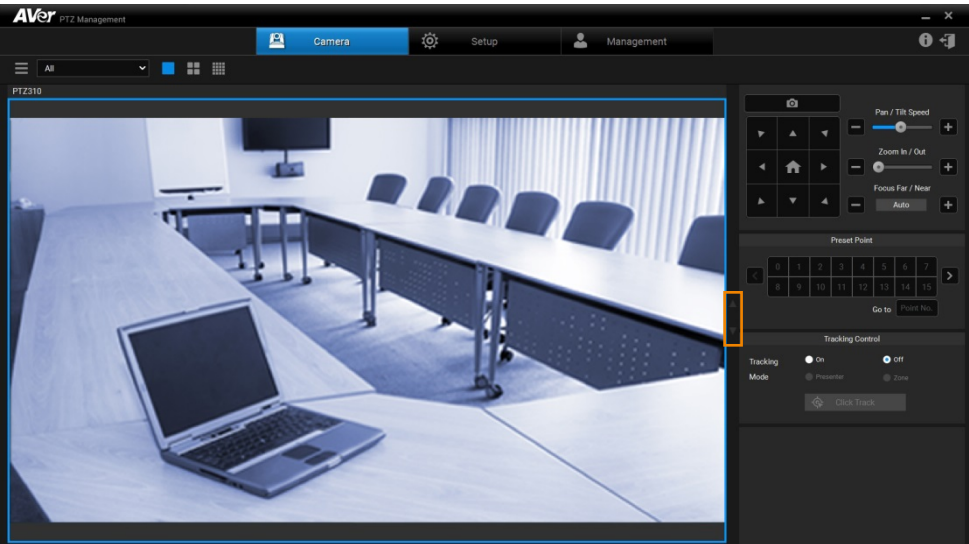 AVer PTZ Management
Camera
Setup
Management
All
PTZ310
Pan / Tilt Speed
Zoom In / Out
Focus Far / Near
Auto
Preset Point
0 1 2 3 4 5 6 7
8 9 10 11 12 13 14 15
Go to Point No.
Tracking Control
Tracking On Off
Mode Presenter Zone
Click Track